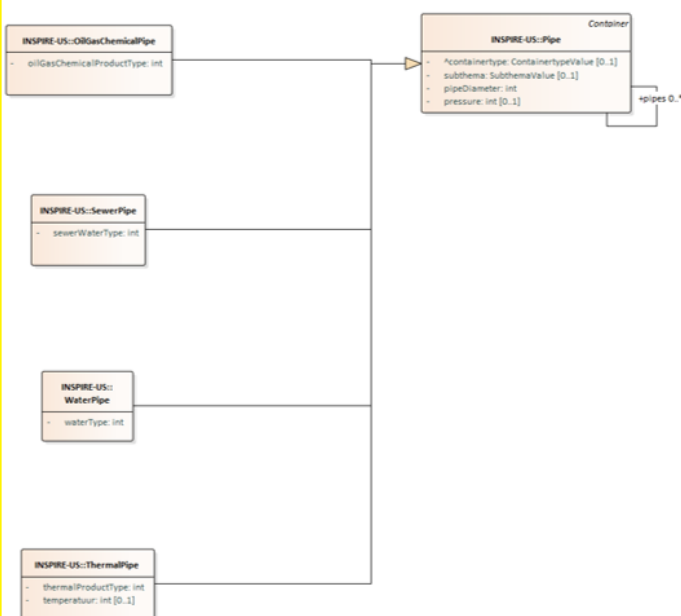 INSPIRE-US::OilGasChemicalPipe
- oilGasChemicalProductType: int
Container
INSPIRE-US::Pipe
- *containertype: ContainertypeValue [0..1]
- subthema: SubthemaValue [0..1]
- pipeDiameter: int
- pressure: int [0..1]
+pipes 0..*
INSPIRE-US::SewerPipe
- sewerWaterType: int
INSPIRE-US::
WaterPipe
- waterType: int
INSPIRE-US::ThermalPipe
- thermalProductType: int
- temperatuur: int [0..1]